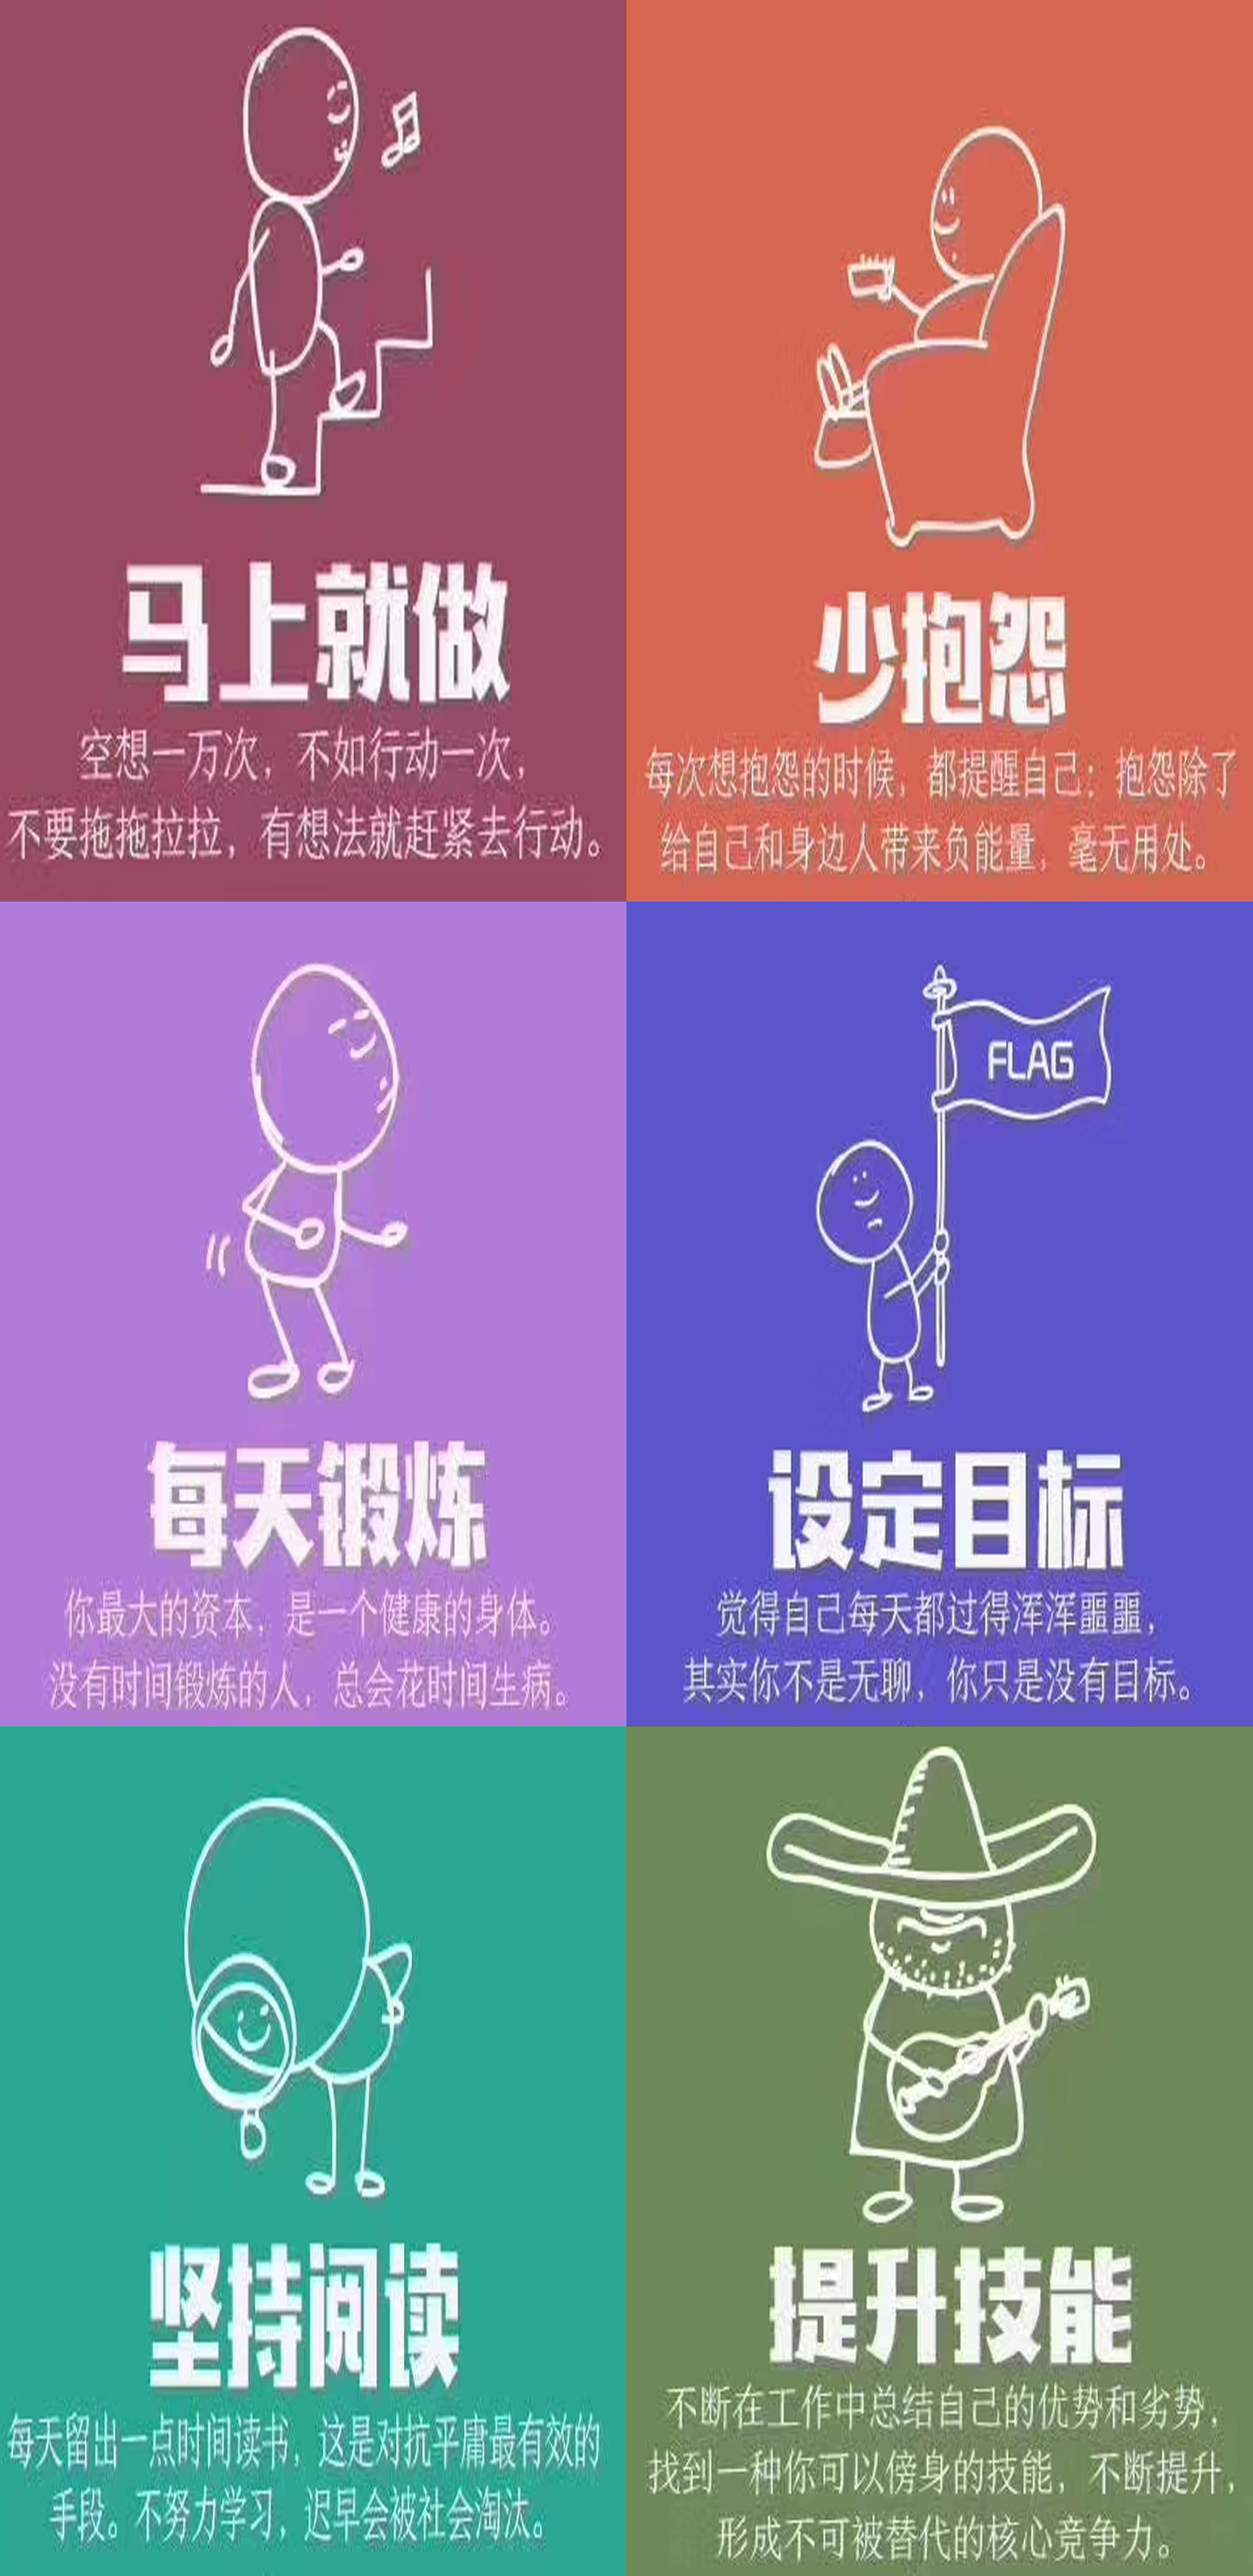 马上就做
空想一万次，不如行动一次，
不要拖拖拉拉，有想法就赶紧去行动。
少抱怨
每次想抱怨的时候，都提醒自己：抱怨除了
给自己和身边人带来负能量，毫无用处。
每天锻炼
你最大的资本，是一个健康的身体。
没有时间锻炼的人，总会花时间生病。
FLAG
设定目标
觉得自己每天都过得浑浑噩噩，
其实你不是无聊，你只是没有目标。
坚持阅读
每天留出一点时间读书，这是对抗平庸最有效的
手段。不努力学习，迟早会被社会淘汰。
提升技能
不断在工作中总结自己的优势和劣势，
找到一种你可以傍身的技能，不断提升，
形成不可被替代的核心竞争力。